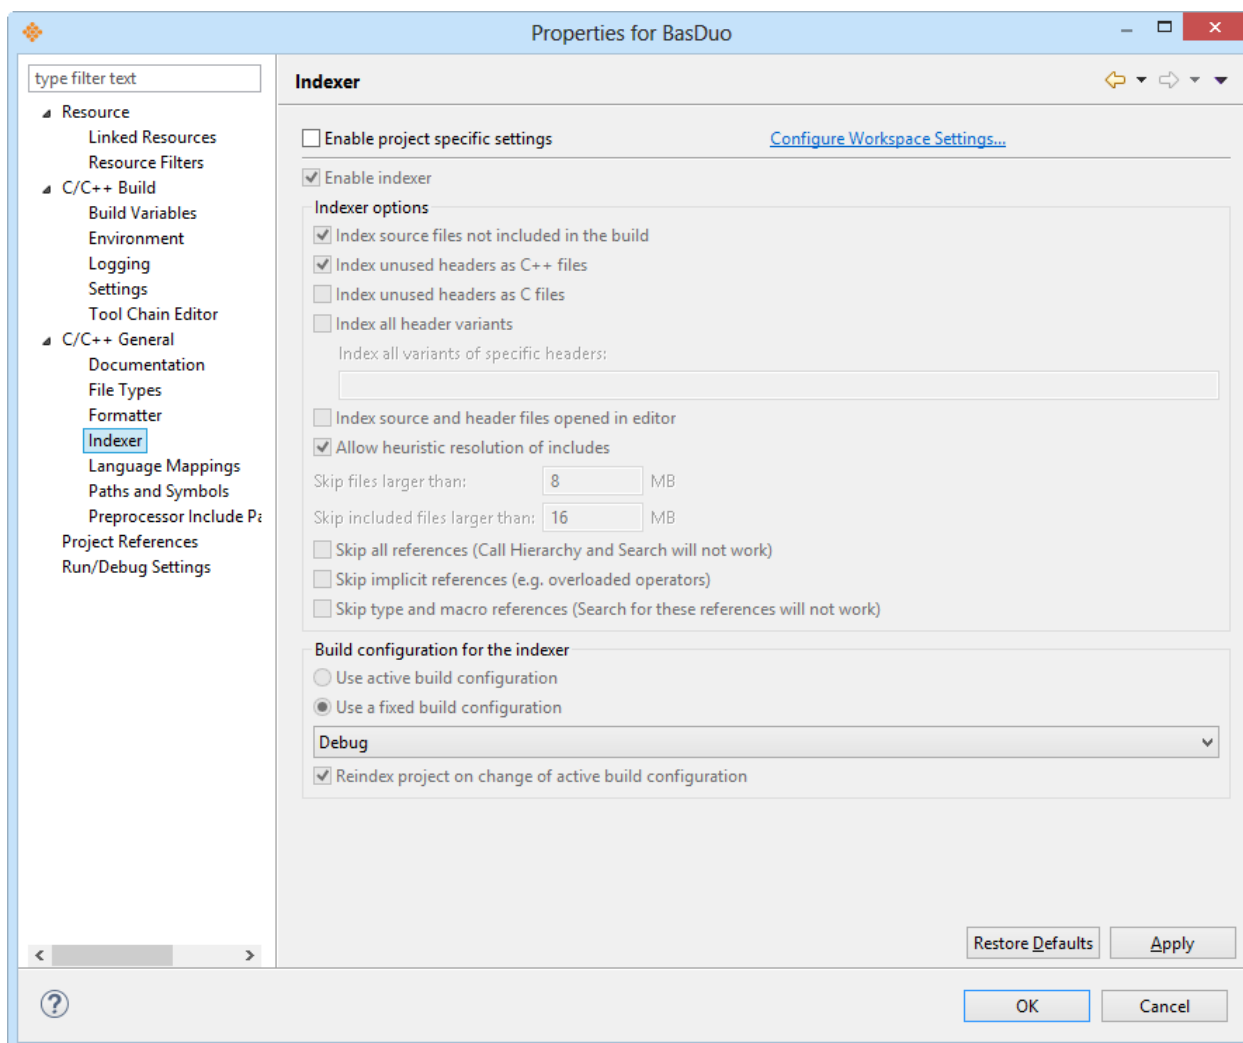 Properties for BasDuo
type filter text
Resource
Linked Resources
Resource Filters
C/C++ Build
Build Variables
Environment
Logging
Settings
Tool Chain Editor
C/C++ General
Documentation
File Types
Formatter
Indexer
Language Mappings
Paths and Symbols
Preprocessor Include Pa
Project References
Run/Debug Settings
Indexer
Enable project specific settings
Configure Workspace Settings...
Enable indexer
Indexer options
Index source files not included in the build
Index unused headers as C++ files
Index unused headers as C files
Index all header variants
Index all variants of specific headers:
Index source and header files opened in editor
Allow heuristic resolution of includes
Skip files larger than: 8 MB
Skip included files larger than: 16 MB
Skip all references (Call Hierarchy and Search will not work)
Skip implicit references (e.g. overloaded operators)
Skip type and macro references (Search for these references will not work)
Build configuration for the indexer
Use active build configuration
Use a fixed build configuration
Debug
Reindex project on change of active build configuration
Restore Defaults
Apply
?
OK
Cancel